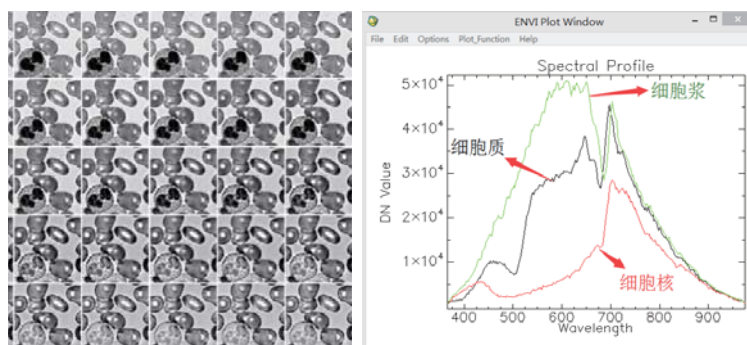 ENVI Plot Window
File Edit Options Plot_Function Help
Spectral Profile
5×10⁴
4×10⁴
3×10⁴
2×10⁴
1×10⁴
DN Value
细胞浆
细胞质
细胞核
400 500 600 700 800 900
Wavelength